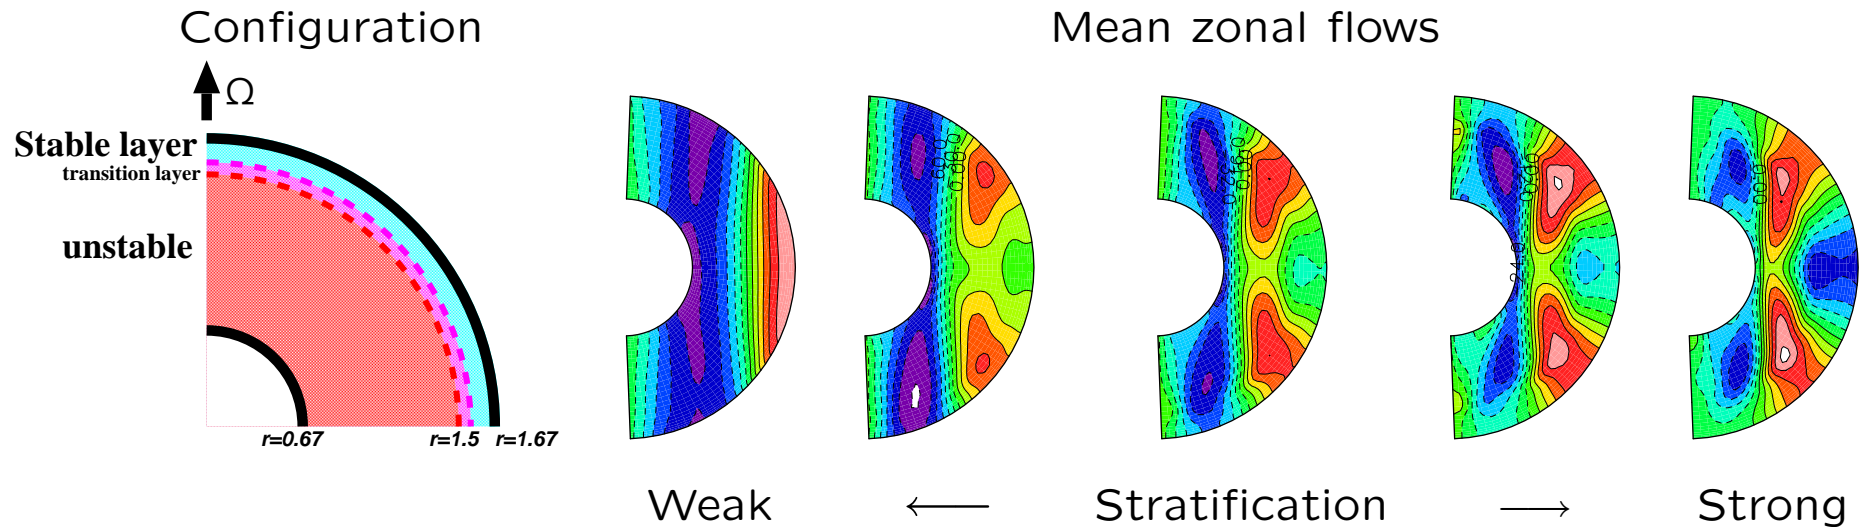 Configuration
Mean zonal flows
Ω
Stable layer
transition layer
unstable
r=0.67
r=1.5
r=1.67
Weak ← Stratification → Strong